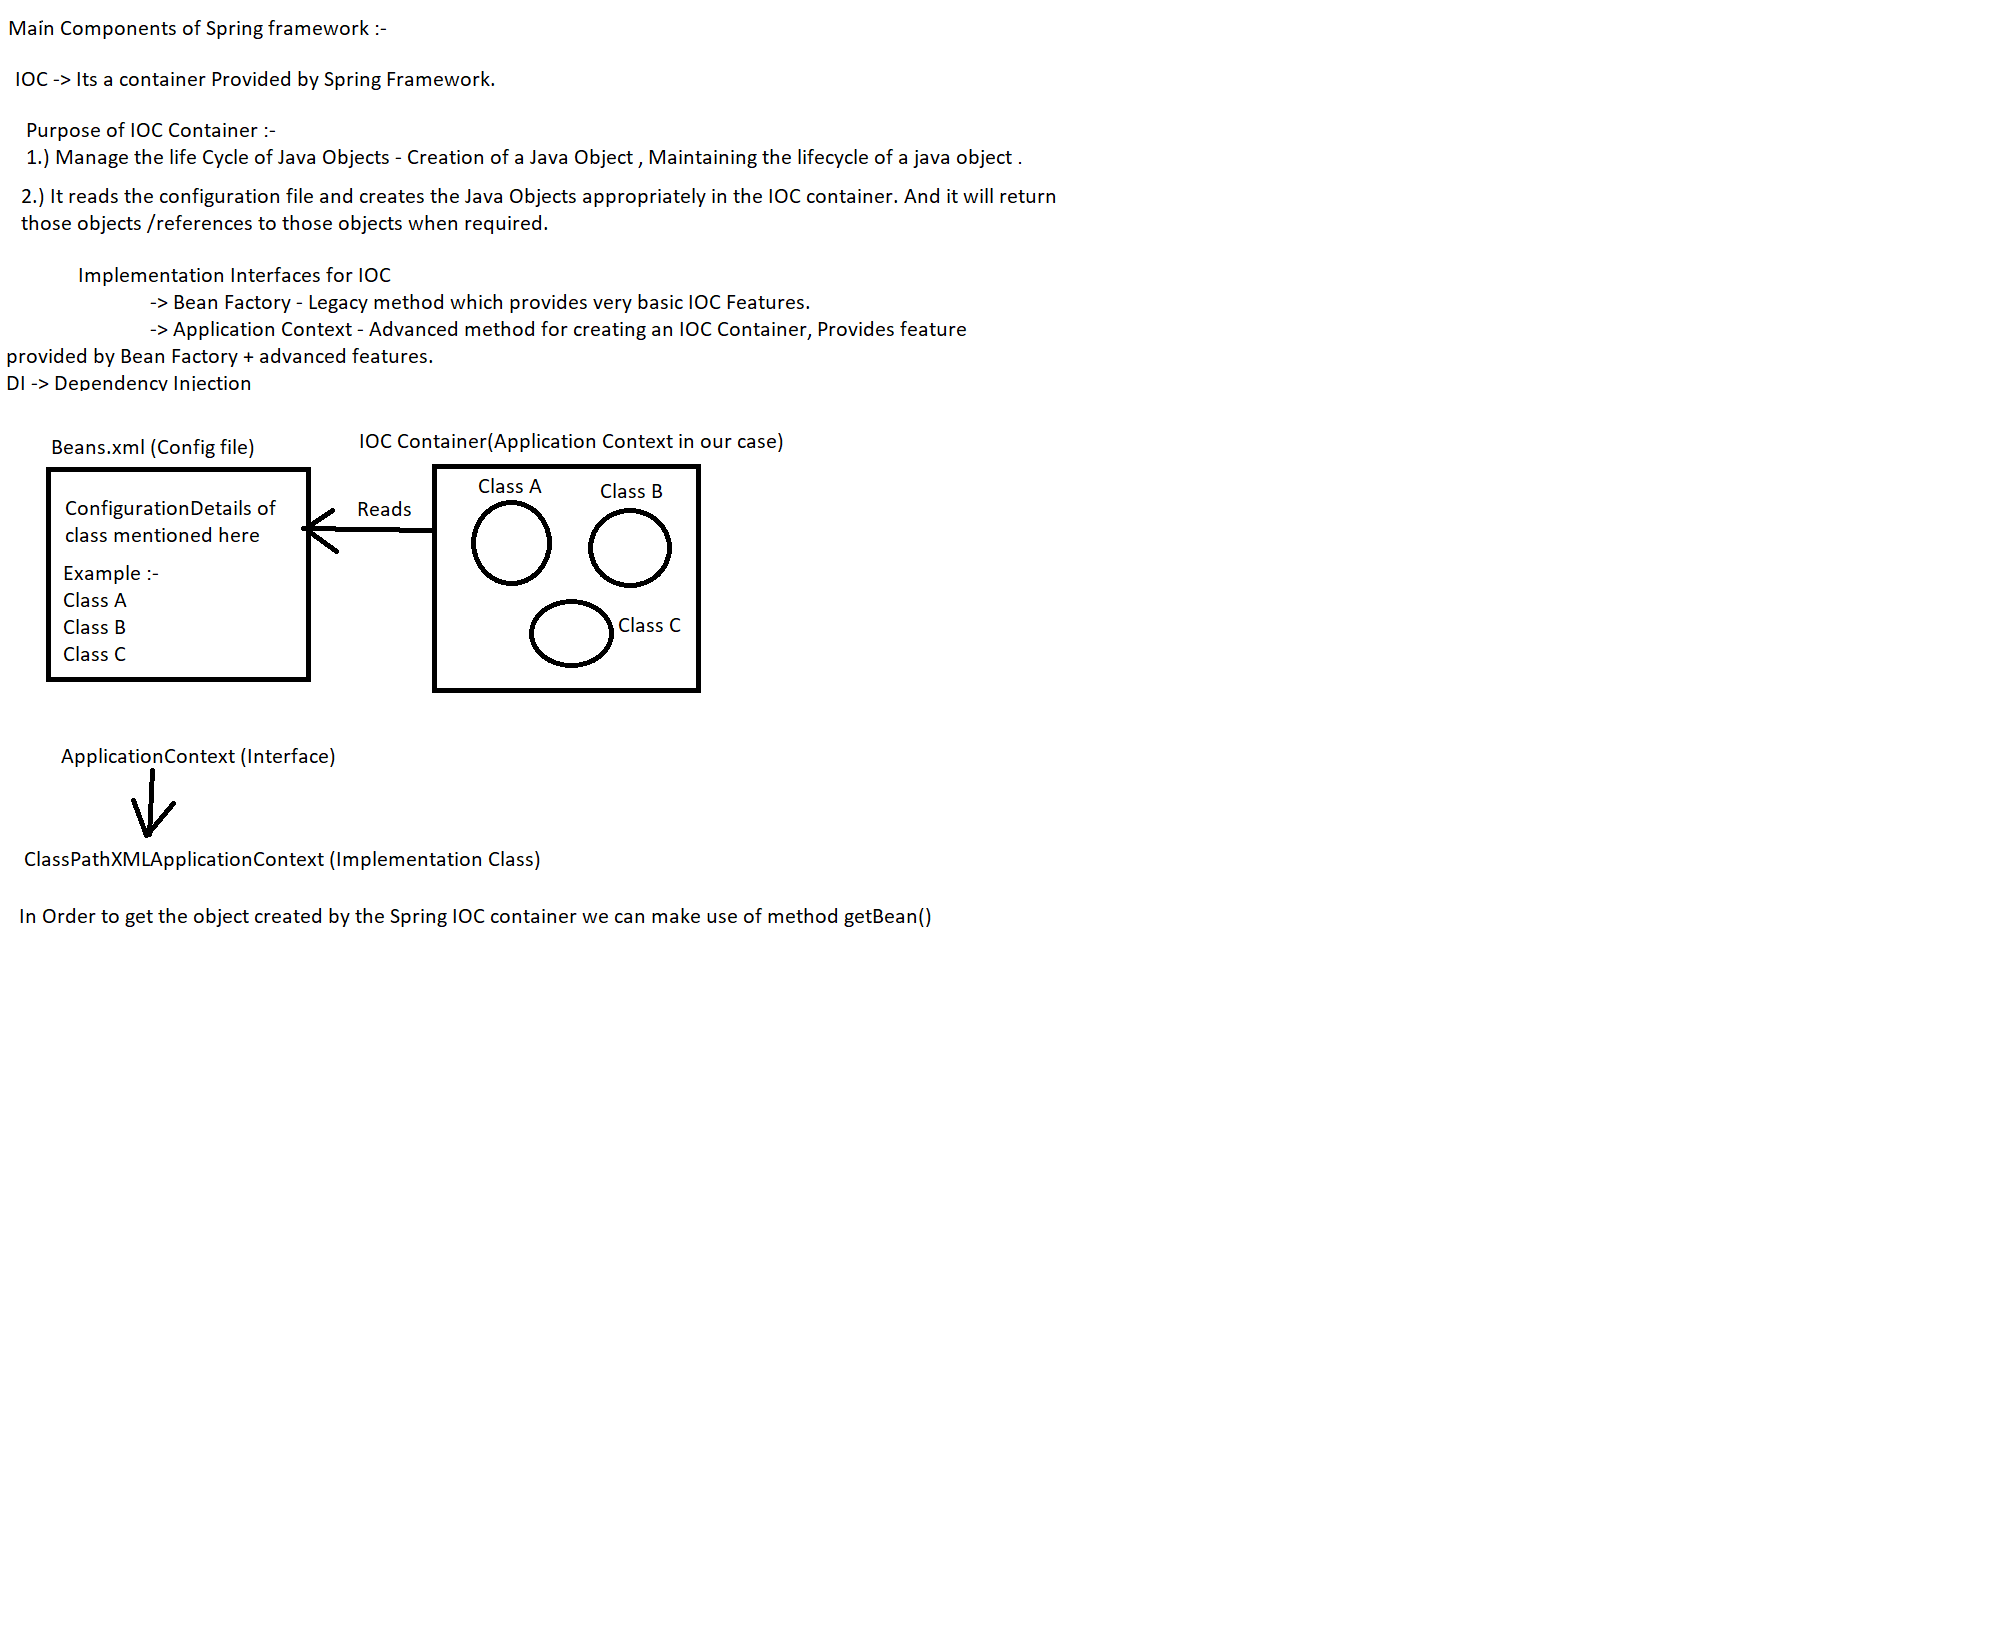 Main Components of Spring framework :-
IOC -> Its a container Provided by Spring Framework.
Purpose of IOC Container :-
1.) Manage the life Cycle of Java Objects - Creation of a Java Object , Maintaining the lifecycle of a java object .
2.) It reads the configuration file and creates the Java Objects appropriately in the IOC container. And it will return
those objects /references to those objects when required.
Implementation Interfaces for IOC
-> Bean Factory - Legacy method which provides very basic IOC Features.
-> Application Context - Advanced method for creating an IOC Container, Provides feature
provided by Bean Factory + advanced features.
DI -> Dependency Injection
Beans.xml (Config file)
ConfigurationDetails of
class mentioned here
Example :-
Class A
Class B
Class C
Reads
IOC Container(Application Context in our case)
Class A
Class B
Class C
ApplicationContext (Interface)
ClassPathXMLApplicationContext (Implementation Class)
In Order to get the object created by the Spring IOC container we can make use of method getBean()